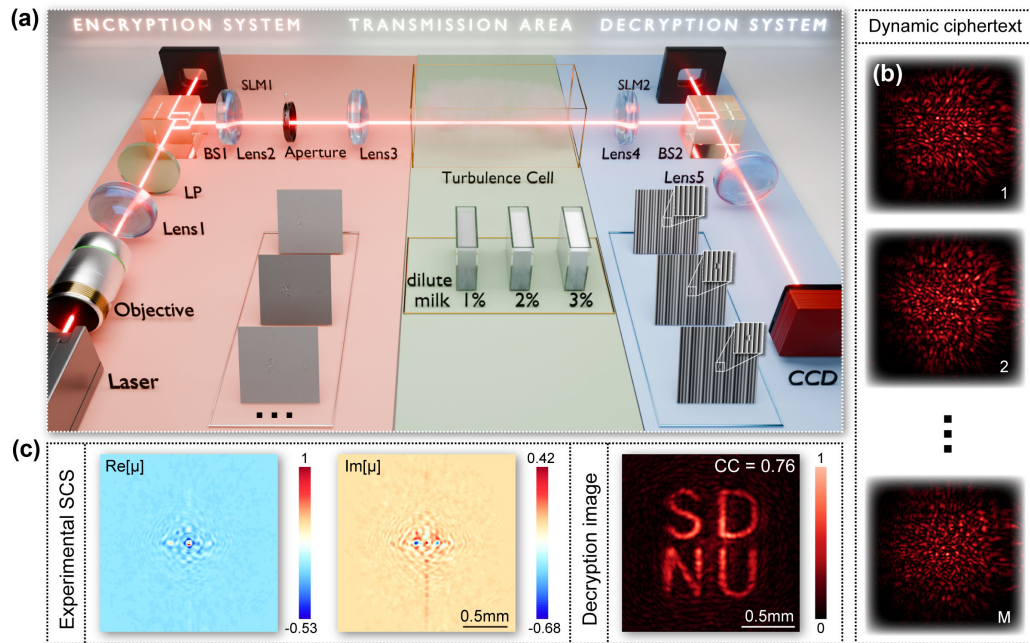 (a)
ENCRYPTION SYSTEM
TRANSMISSION AREA
DECRYPTION SYSTEM
SLM1
SLM2
BS1
Lens2
Aperture
Lens3
Lens4
BS2
LP
Turbulence Cell
Lens5
Lens1
Objective
dilute
milk
1%
2%
3%
Laser
CCD
Dynamic ciphertext
(b)
1
2
M
(c)
Experimental SCS
Re[μ]
1
-0.53
Im[μ]
0.42
-0.68
0.5mm
Decryption image
CC = 0.76
SD
NU
0.5mm
1
0